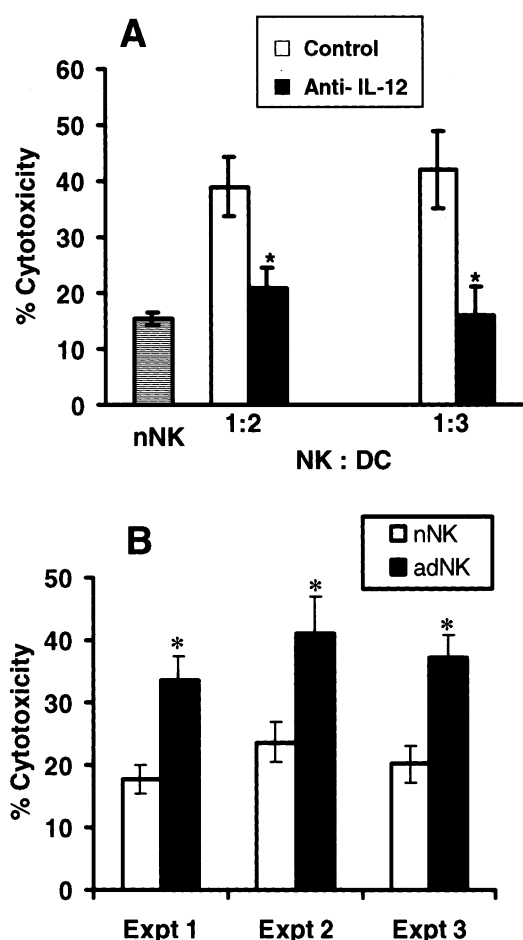 A
Control
Anti- IL-12
60
50
40
30
20
10
0
% Cytotoxicity
*
*
nNK
1:2
1:3
NK : DC
B
nNK
adNK
50
40
30
20
10
0
% Cytotoxicity
*
*
*
Expt 1
Expt 2
Expt 3